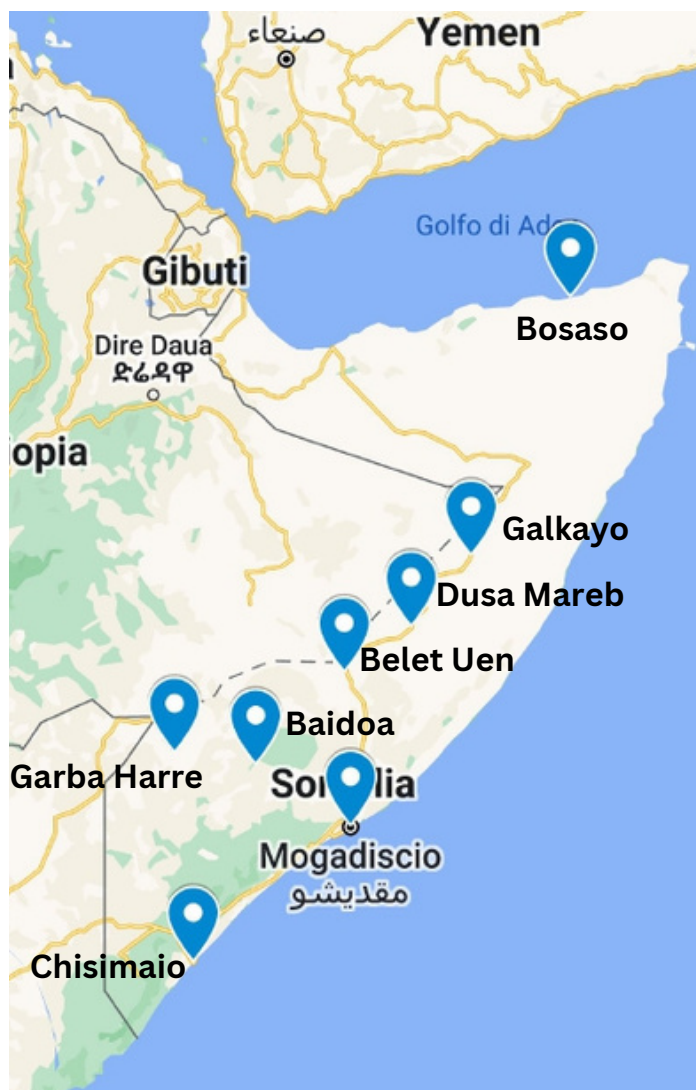 صنعاء
Yemen
Golfo di Aden
Gibuti
Bosaso
Dire Daua
ድሬዳዋ
opia
Galkayo
Dusa Mareb
Belet Uen
Baidoa
Garba Harre
Somalia
Mogadiscio
مقديشو
Chisimaio